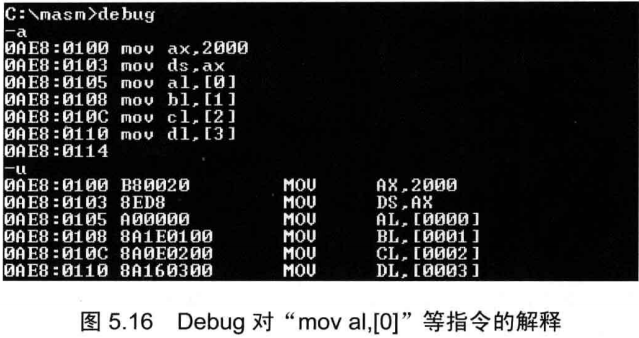 C:\masm>debug
-a
0AE8:0100 mov ax,2000
0AE8:0103 mov ds,ax
0AE8:0105 mov al,[0]
0AE8:0108 mov bl,[1]
0AE8:010C mov cl,[2]
0AE8:0110 mov dl,[3]
0AE8:0114
-u
0AE8:0100 B80020 MOV AX,2000
0AE8:0103 8ED8 MOV DS,AX
0AE8:0105 A00000 MOV AL,[0000]
0AE8:0108 8A1E0100 MOV BL,[0001]
0AE8:010C 8A0E0200 MOV CL,[0002]
0AE8:0110 8A160300 MOV DL,[0003]
图 5.16 Debug 对“mov al,[0]”等指令的解释